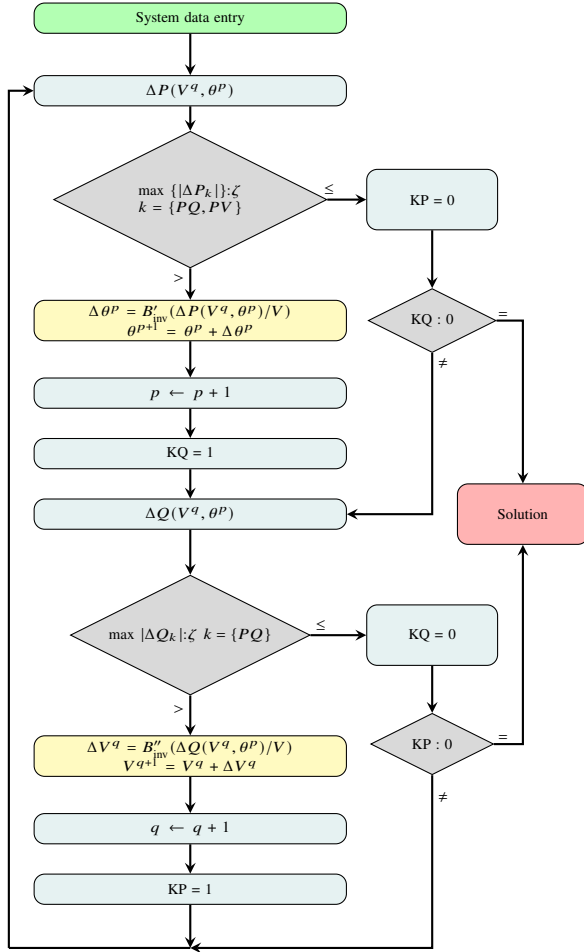 System data entry
ΔP(V^q, θ^p)
max {|ΔP_k|}:ζ
k = {PQ, PV}
≤
KP = 0
>
Δθ^p = B′_inv(ΔP(V^q, θ^p)/V)
θ^{p+1} = θ^p + Δθ^p
KQ : 0
=
≠
p ← p + 1
KQ = 1
ΔQ(V^q, θ^p)
Solution
max |ΔQ_k|:ζ k = {PQ}
≤
KQ = 0
>
ΔV^q = B″_inv(ΔQ(V^q, θ^p)/V)
V^{q+1} = V^q + ΔV^q
KP : 0
=
≠
q ← q + 1
KP = 1